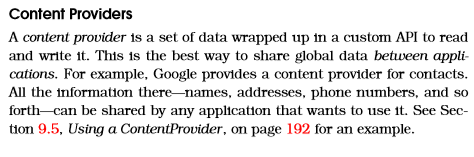 Content Providers
A content provider is a set of data wrapped up in a custom API to read
and write it. This is the best way to share global data between appli-
cations. For example, Google provides a content provider for contacts.
All the information there—names, addresses, phone numbers, and so
forth—can be shared by any application that wants to use it. See Sec-
tion 9.5, Using a ContentProvider, on page 192 for an example.